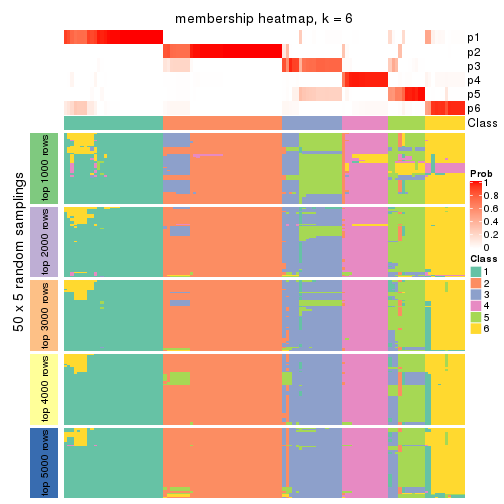 membership heatmap, k = 6
p1
p2
p3
p4
p5
p6
Class
50 x 5 random samplings
top 1000 rows
top 2000 rows
top 3000 rows
top 4000 rows
top 5000 rows
Prob
1
0.8
0.6
0.4
0.2
0
Class
1
2
3
4
5
6